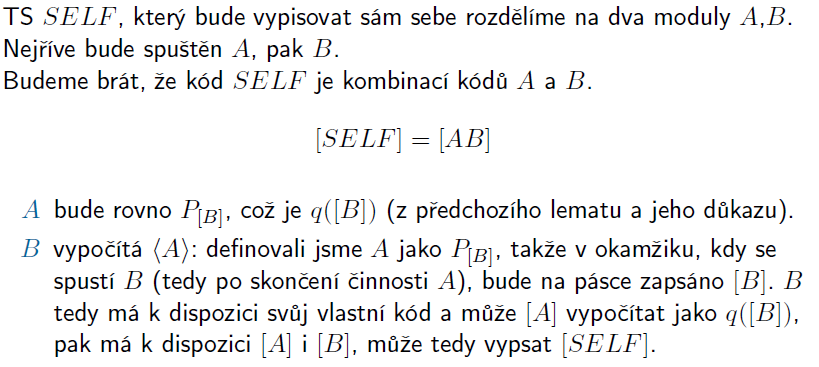 TS SELF, který bude vypisovat sám sebe rozdělíme na dva moduly A,B.
Nejříve bude spuštěn A, pak B.
Budeme brát, že kód SELF je kombinací kódů A a B.
[SELF] = [AB]
A bude rovno P_{[B]}, což je q([B]) (z předchozího lematu a jeho důkazu).
B vypočítá ⟨A⟩: definovali jsme A jako P_{[B]}, takže v okamžiku, kdy se
spustí B (tedy po skončení činnosti A), bude na pásce zapsáno [B]. B
tedy má k dispozici svůj vlastní kód a může [A] vypočítat jako q([B]),
pak má k dispozici [A] i [B], může tedy vypsat [SELF].